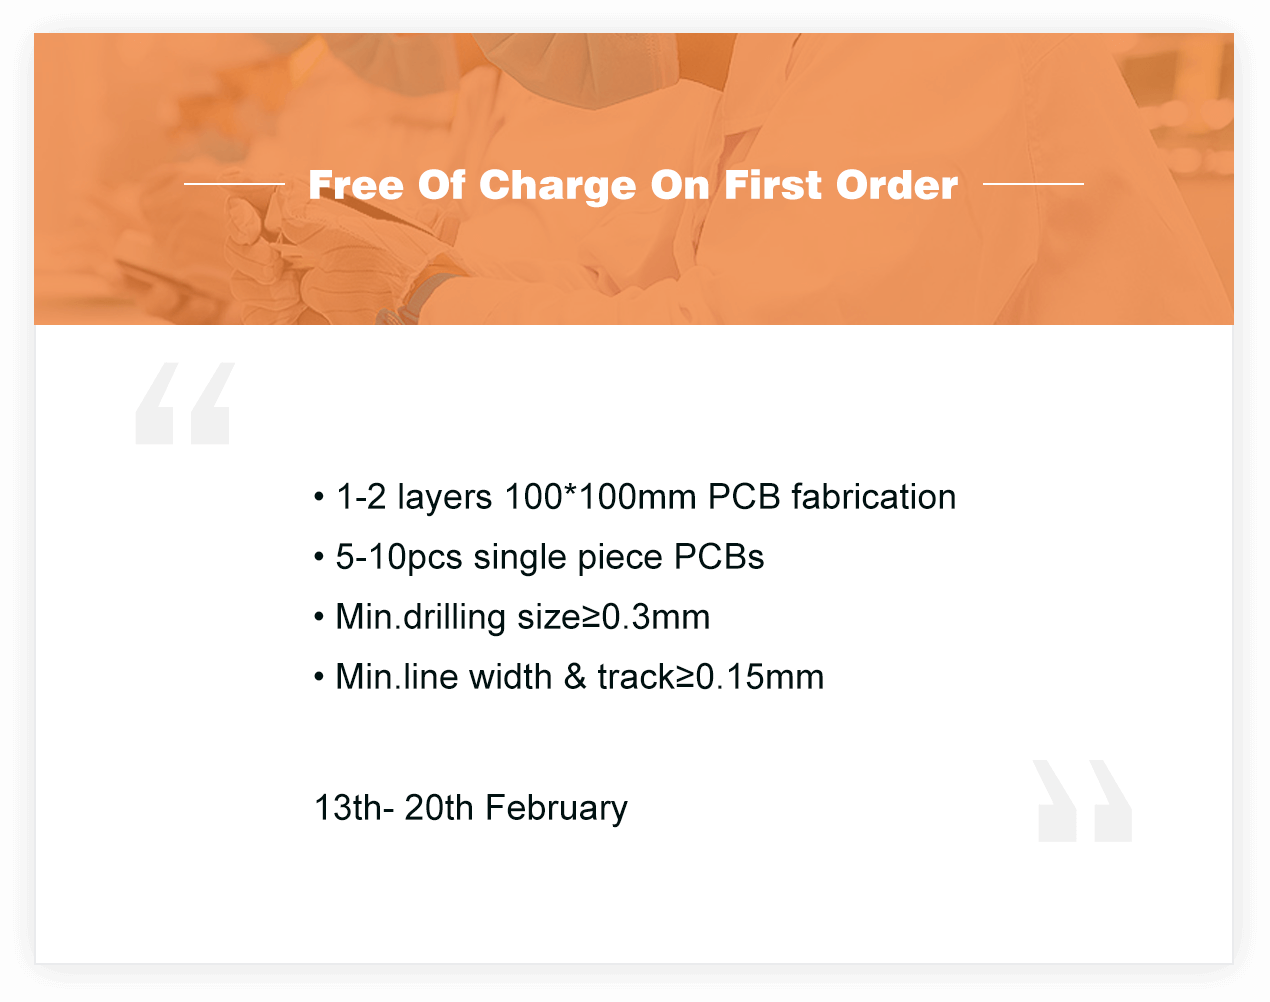 Free Of Charge On First Order
“
• 1-2 layers 100*100mm PCB fabrication
• 5-10pcs single piece PCBs
• Min.drilling size≥0.3mm
• Min.line width & track≥0.15mm
13th- 20th February
”